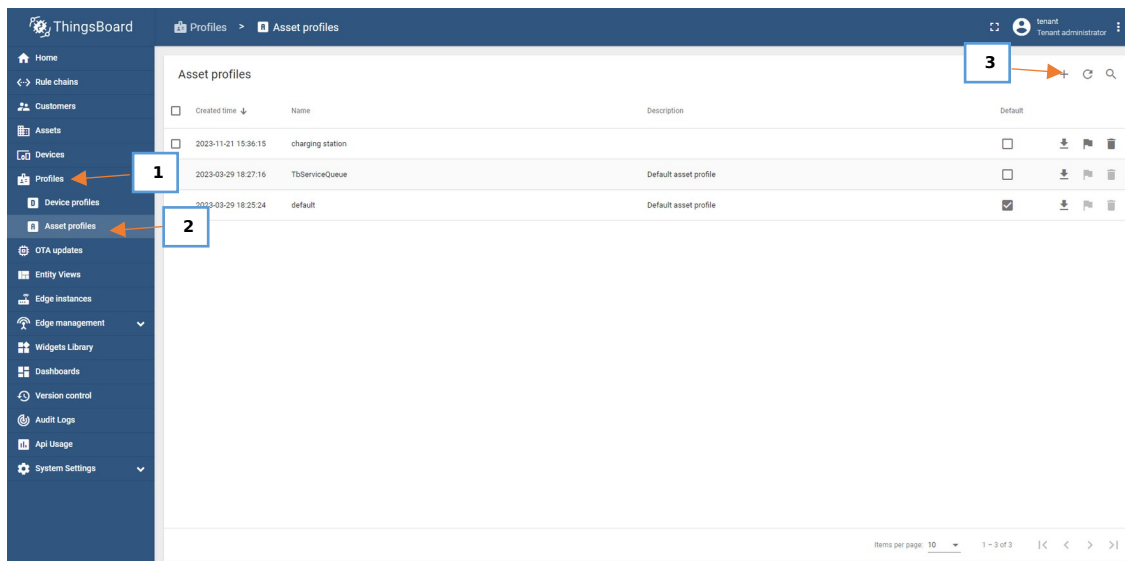 ThingsBoard
Profiles > Asset profiles
tenant
Tenant administrator
Home
Rule chains
Customers
Assets
Devices
Profiles
Device profiles
Asset profiles
OTA updates
Entity Views
Edge instances
Edge management
Widgets Library
Dashboards
Version control
Audit Logs
Api Usage
System Settings
1
2
3
Asset profiles
Created time Name Description Default
2023-11-21 15:36:15 charging station
2023-03-29 18:27:16 TbServiceQueue Default asset profile
2023-03-29 18:25:24 default Default asset profile
Items per page: 10 1 – 3 of 3